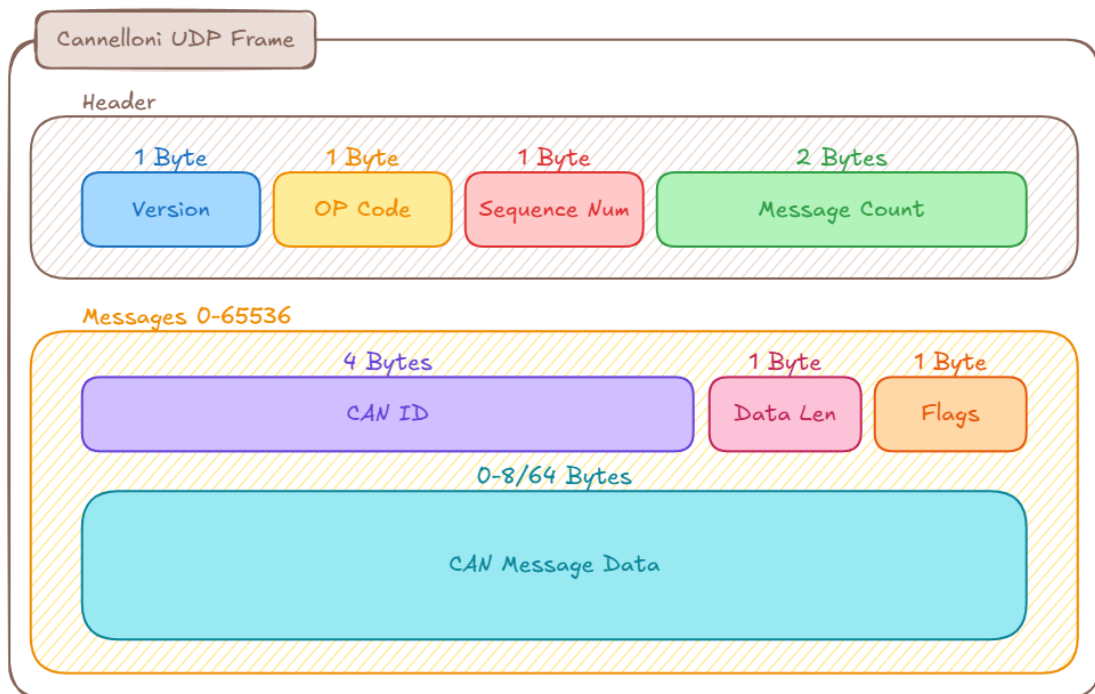 Cannelloni UDP Frame
Header
1 Byte
1 Byte
1 Byte
2 Bytes
Version
OP Code
Sequence Num
Message Count
Messages 0-65536
4 Bytes
1 Byte
1 Byte
CAN ID
Data Len
Flags
0-8/64 Bytes
CAN Message Data